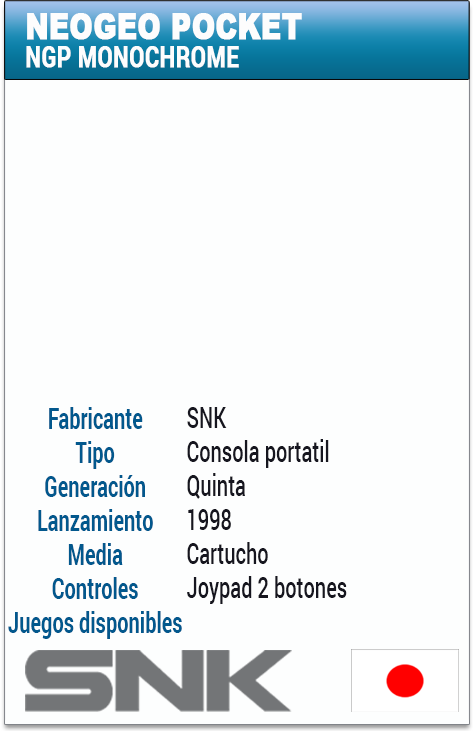 NEOGEO POCKET
NGP MONOCHROME
Fabricante SNK
Tipo Consola portatil
Generación Quinta
Lanzamiento 1998
Media Cartucho
Controles Joypad 2 botones
Juegos disponibles
SNK